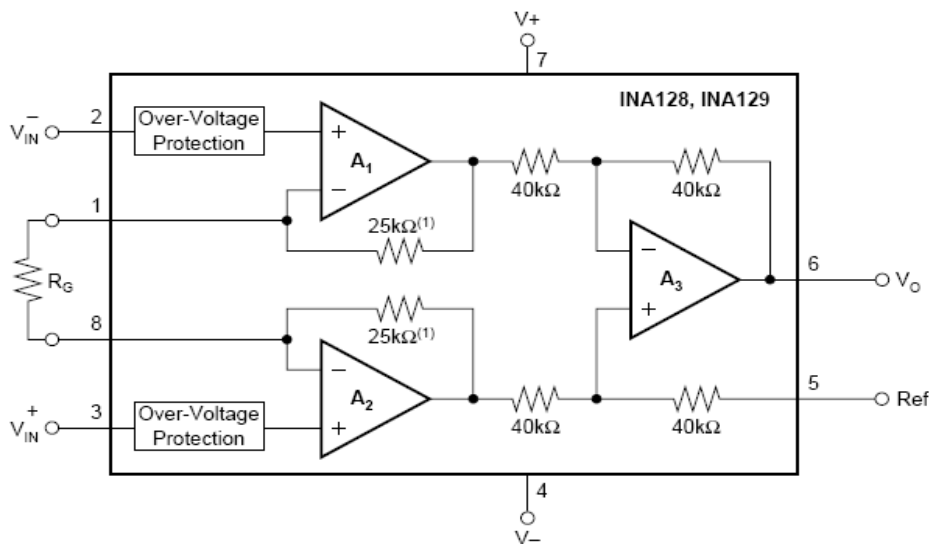 V+
7
INA128, INA129
2
V–IN
Over-Voltage
Protection
+
A1
–
40kΩ
40kΩ
1
25kΩ(1)
–
A3
+
6
VO
RG
8
25kΩ(1)
–
A2
+
3
V+IN
Over-Voltage
Protection
40kΩ
40kΩ
5
Ref
4
V–